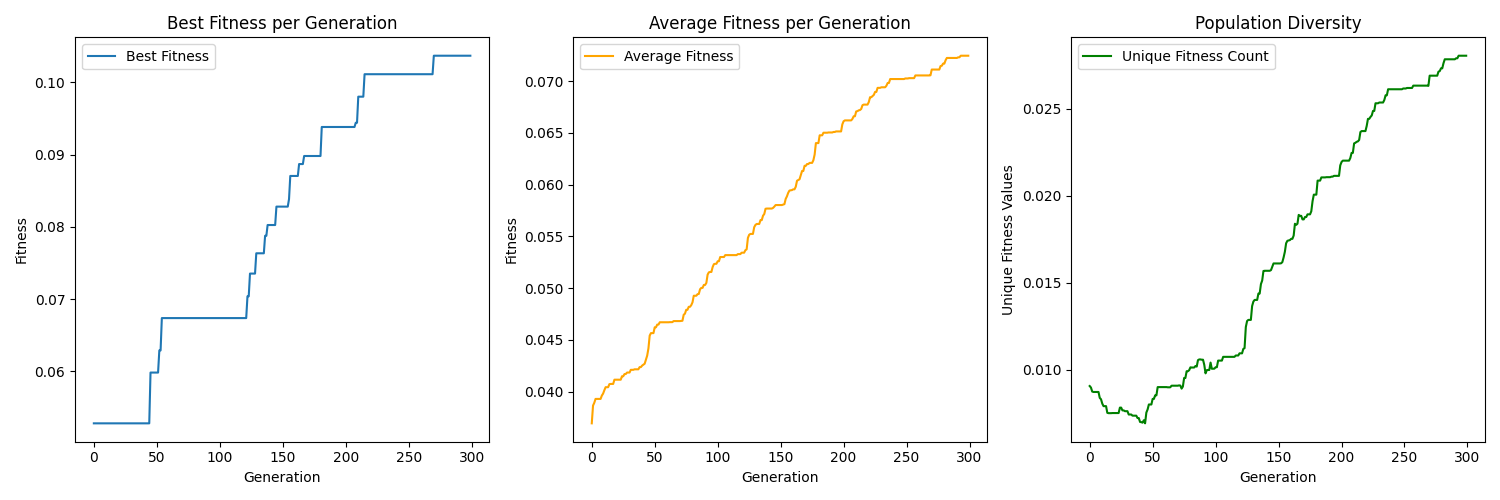 Best Fitness per Generation
Best Fitness
0.10
0.09
0.08
0.07
0.06
Fitness
0 50 100 150 200 250 300
Generation
Average Fitness per Generation
Average Fitness
0.070
0.065
0.060
0.055
0.050
0.045
0.040
Fitness
0 50 100 150 200 250 300
Generation
Population Diversity
Unique Fitness Count
0.025
0.020
0.015
0.010
Unique Fitness Values
0 50 100 150 200 250 300
Generation